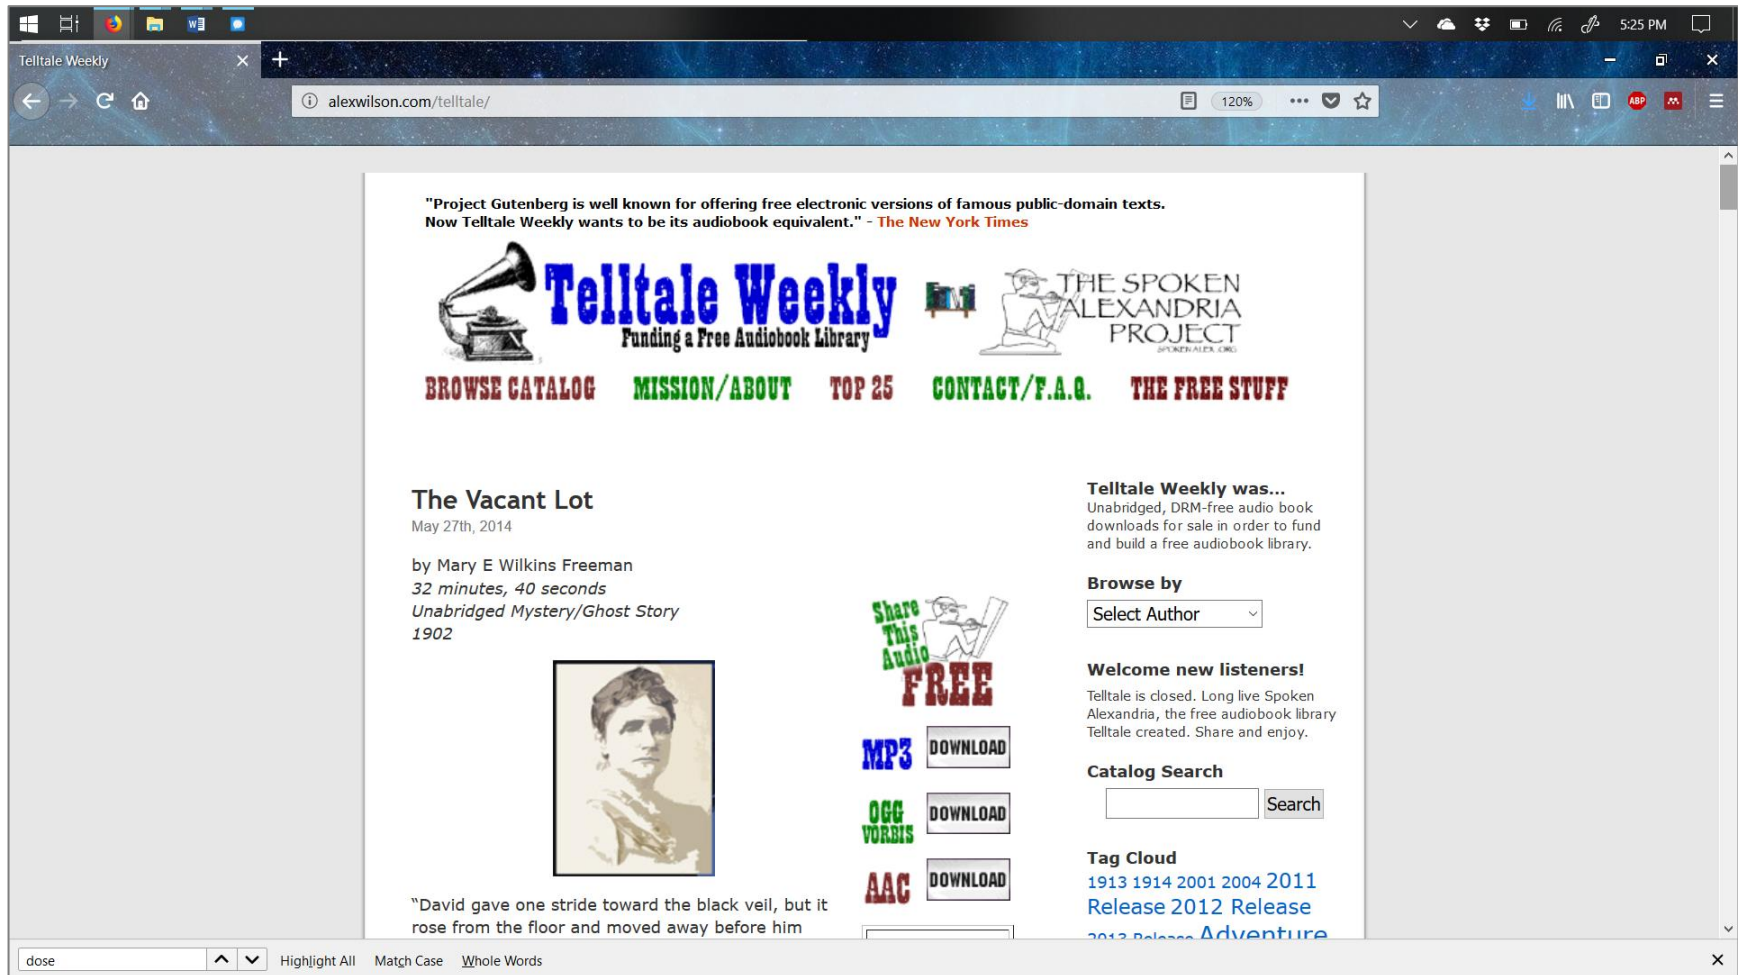 5:25 PM
Telltale Weekly
alexwilson.com/telltale/
120%
ABP
"Project Gutenberg is well known for offering free electronic versions of famous public-domain texts.
Now Telltale Weekly wants to be its audiobook equivalent." - The New York Times
Telltale Weekly
Funding a Free Audiobook Library
THE SPOKEN
ALEXANDRIA
PROJECT
SPOKENALEX.ORG
BROWSE CATALOG MISSION/ABOUT TOP 25 CONTACT/F.A.Q. THE FREE STUFF
The Vacant Lot
May 27th, 2014
by Mary E Wilkins Freeman
32 minutes, 40 seconds
Unabridged Mystery/Ghost Story
1902
"David gave one stride toward the black veil, but it
rose from the floor and moved away before him
Share
This
Audio
FREE
MP3 DOWNLOAD
OGG
VORBIS
DOWNLOAD
AAC DOWNLOAD
Telltale Weekly was...
Unabridged, DRM-free audio book
downloads for sale in order to fund
and build a free audiobook library.
Browse by
Select Author
Welcome new listeners!
Telltale is closed. Long live Spoken
Alexandria, the free audiobook library
Telltale created. Share and enjoy.
Catalog Search
Search
Tag Cloud
1913 1914 2001 2004 2011
Release 2012 Release
2013 Release Adventure
dose Highlight All Match Case Whole Words